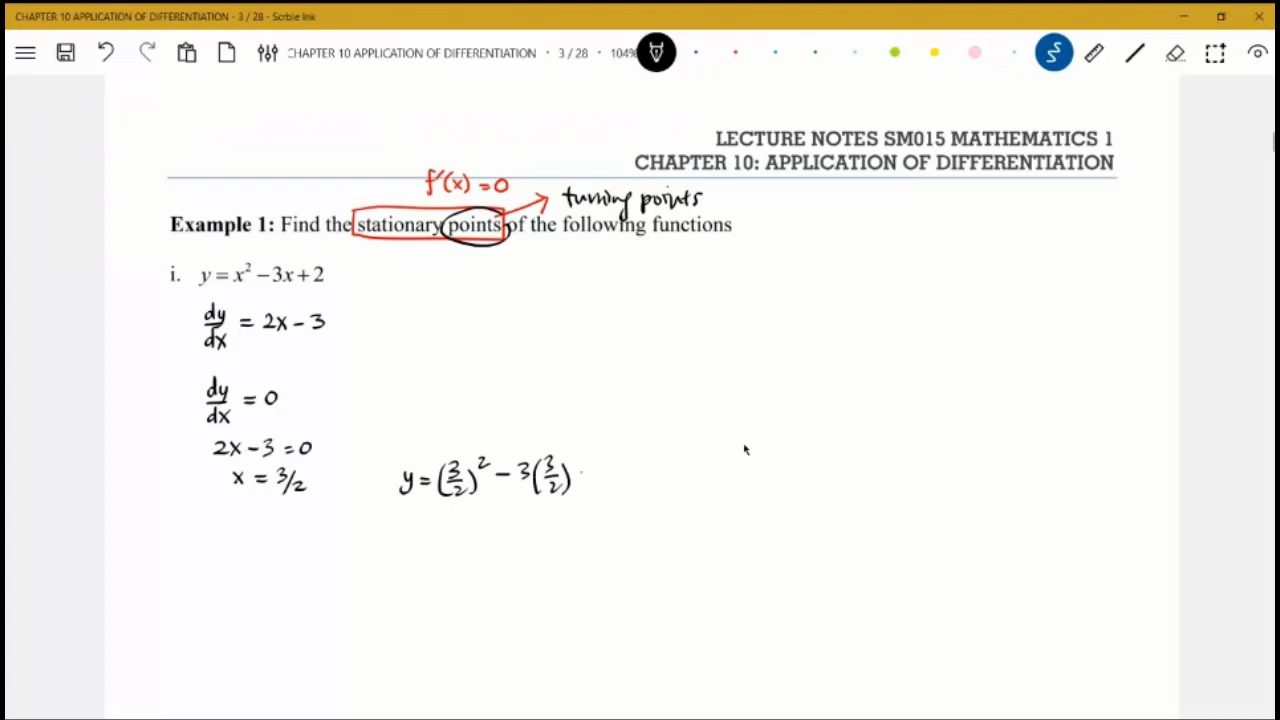 CHAPTER 10 APPLICATION OF DIFFERENTIATION - 3 / 28 - Scrble Ink
CHAPTER 10 APPLICATION OF DIFFERENTIATION • 3 / 28 • 104%
LECTURE NOTES SM015 MATHEMATICS 1
CHAPTER 10: APPLICATION OF DIFFERENTIATION
f'(x) = 0
turning points
Example 1: Find the stationary points of the following functions
i. y = x² − 3x + 2
dy/dx = 2x − 3
dy/dx = 0
2x − 3 = 0
x = 3/2 y = (3/2)² − 3(3/2)